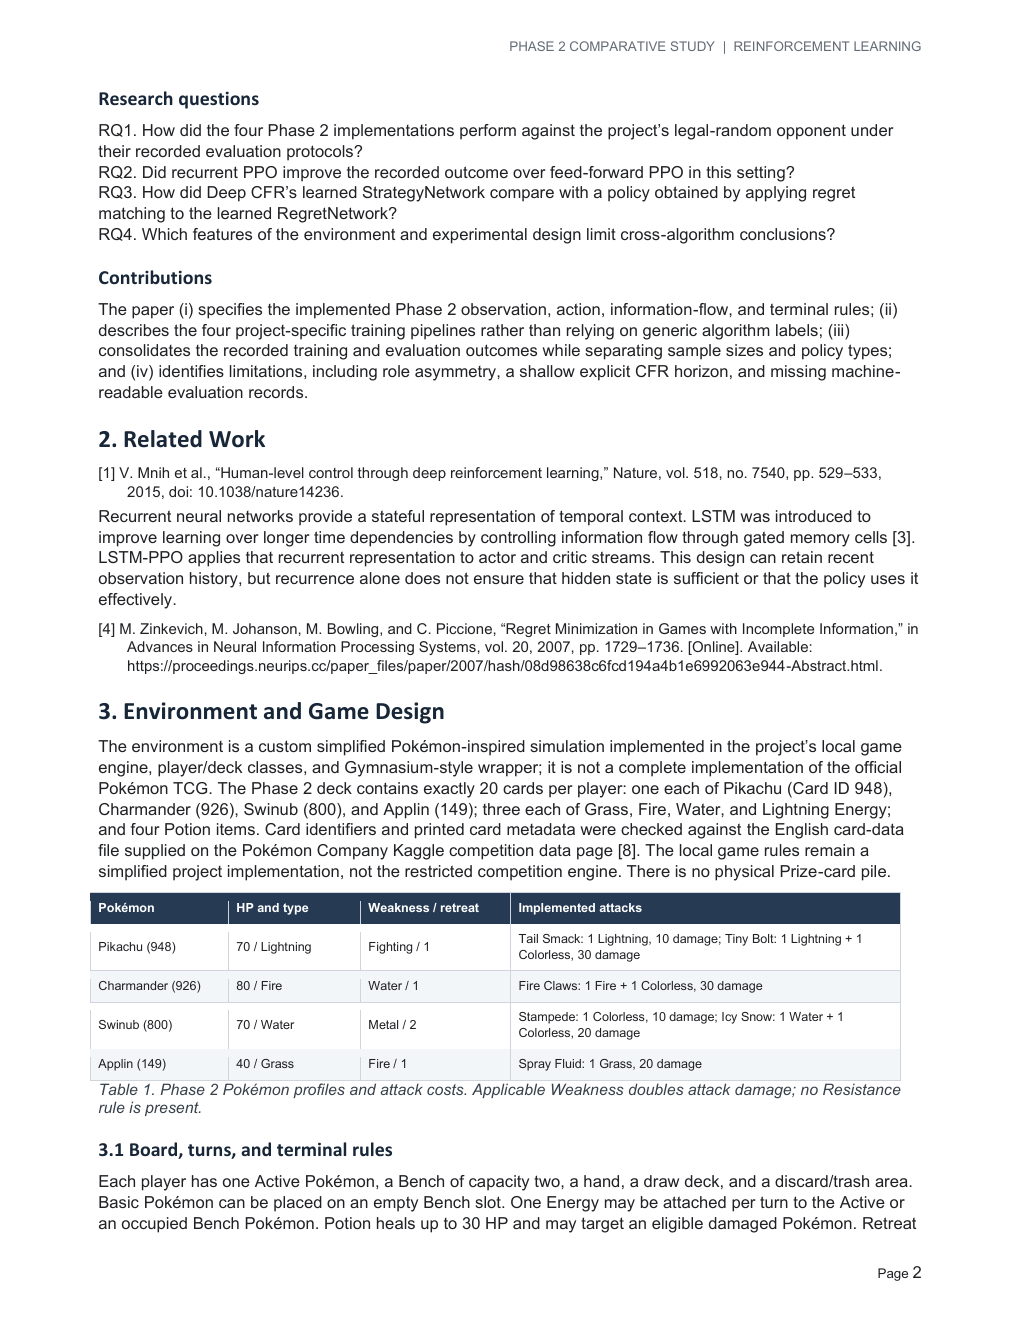 PHASE 2 COMPARATIVE STUDY | REINFORCEMENT LEARNING
Research questions
RQ1. How did the four Phase 2 implementations perform against the project’s legal-random opponent under
their recorded evaluation protocols?
RQ2. Did recurrent PPO improve the recorded outcome over feed-forward PPO in this setting?
RQ3. How did Deep CFR’s learned StrategyNetwork compare with a policy obtained by applying regret
matching to the learned RegretNetwork?
RQ4. Which features of the environment and experimental design limit cross-algorithm conclusions?
Contributions
The paper (i) specifies the implemented Phase 2 observation, action, information-flow, and terminal rules; (ii)
describes the four project-specific training pipelines rather than relying on generic algorithm labels; (iii)
consolidates the recorded training and evaluation outcomes while separating sample sizes and policy types;
and (iv) identifies limitations, including role asymmetry, a shallow explicit CFR horizon, and missing machine-
readable evaluation records.
2. Related Work
[1] V. Mnih et al., “Human-level control through deep reinforcement learning,” Nature, vol. 518, no. 7540, pp. 529–533,
2015, doi: 10.1038/nature14236.
Recurrent neural networks provide a stateful representation of temporal context. LSTM was introduced to
improve learning over longer time dependencies by controlling information flow through gated memory cells [3].
LSTM-PPO applies that recurrent representation to actor and critic streams. This design can retain recent
observation history, but recurrence alone does not ensure that hidden state is sufficient or that the policy uses it
effectively.
[4] M. Zinkevich, M. Johanson, M. Bowling, and C. Piccione, “Regret Minimization in Games with Incomplete Information,” in
Advances in Neural Information Processing Systems, vol. 20, 2007, pp. 1729–1736. [Online]. Available:
https://proceedings.neurips.cc/paper_files/paper/2007/hash/08d98638c6fcd194a4b1e6992063e944-Abstract.html.
3. Environment and Game Design
The environment is a custom simplified Pokémon-inspired simulation implemented in the project’s local game
engine, player/deck classes, and Gymnasium-style wrapper; it is not a complete implementation of the official
Pokémon TCG. The Phase 2 deck contains exactly 20 cards per player: one each of Pikachu (Card ID 948),
Charmander (926), Swinub (800), and Applin (149); three each of Grass, Fire, Water, and Lightning Energy;
and four Potion items. Card identifiers and printed card metadata were checked against the English card-data
file supplied on the Pokémon Company Kaggle competition data page [8]. The local game rules remain a
simplified project implementation, not the restricted competition engine. There is no physical Prize-card pile.
Pokémon HP and type Weakness / retreat Implemented attacks
Pikachu (948) 70 / Lightning Fighting / 1 Tail Smack: 1 Lightning, 10 damage; Tiny Bolt: 1 Lightning + 1
Colorless, 30 damage
Charmander (926) 80 / Fire Water / 1 Fire Claws: 1 Fire + 1 Colorless, 30 damage
Swinub (800) 70 / Water Metal / 2 Stampede: 1 Colorless, 10 damage; Icy Snow: 1 Water + 1
Colorless, 20 damage
Applin (149) 40 / Grass Fire / 1 Spray Fluid: 1 Grass, 20 damage
Table 1. Phase 2 Pokémon profiles and attack costs. Applicable Weakness doubles attack damage; no Resistance
rule is present.
3.1 Board, turns, and terminal rules
Each player has one Active Pokémon, a Bench of capacity two, a hand, a draw deck, and a discard/trash area.
Basic Pokémon can be placed on an empty Bench slot. One Energy may be attached per turn to the Active or
an occupied Bench Pokémon. Potion heals up to 30 HP and may target an eligible damaged Pokémon. Retreat
Page 2